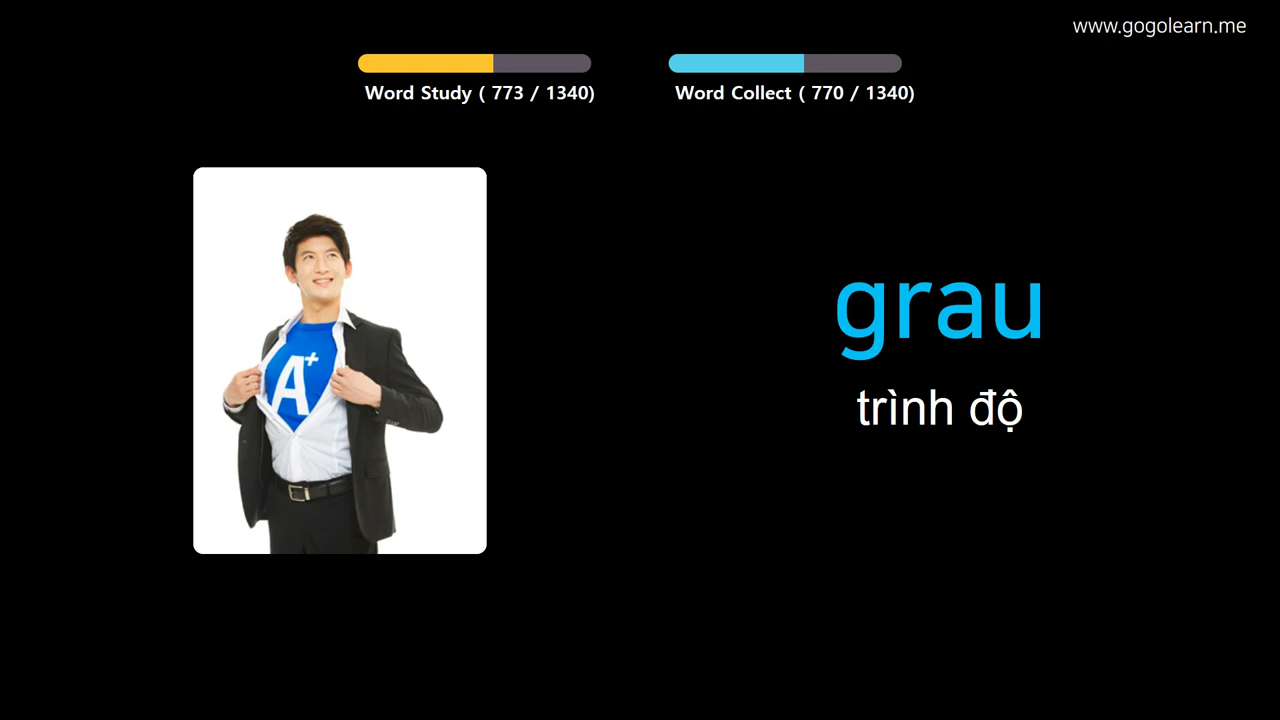 www.gogolearn.me
Word Study ( 773 / 1340)
Word Collect ( 770 / 1340)
A+
grau
trình độ